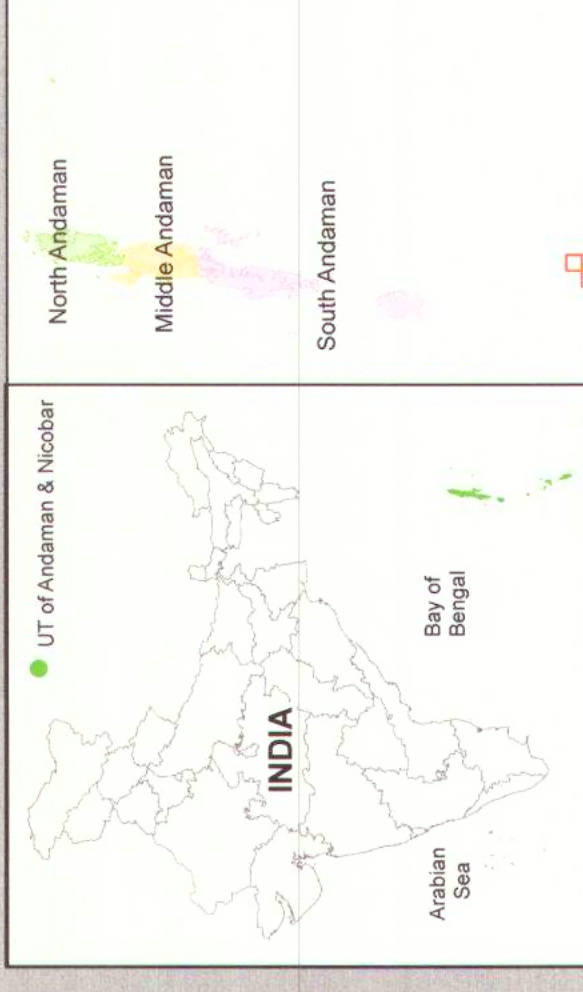 UT of Andaman & Nicobar
INDIA
Bay of
Bengal
Arabian
Sea
North Andaman
Middle Andaman
South Andaman